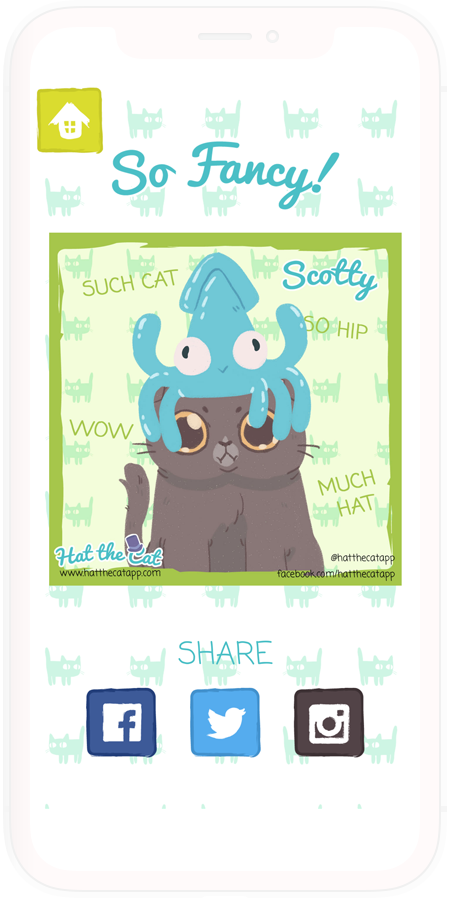 So Fancy!
Scotty
SUCH CAT
SO HIP
WOW
MUCH
HAT
Hat the Cat
www.hatthecatapp.com
@hatthecatapp
facebook.com/hatthecatapp
SHARE